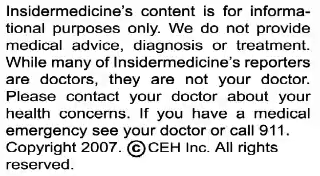 Insidermedicine's content is for informa-
tional purposes only. We do not provide
medical advice, diagnosis or treatment.
While many of Insidermedicine's reporters
are doctors, they are not your doctor.
Please contact your doctor about your
health concerns. If you have a medical
emergency see your doctor or call 911.
Copyright 2007. ©CEH Inc. All rights
reserved.